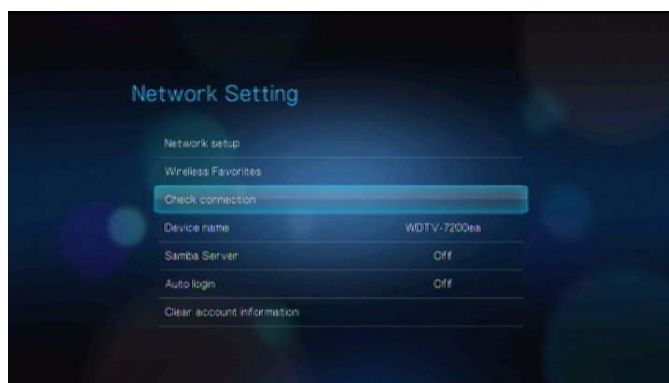 Network Setting
Network setup
Wireless Favorites
Check connection
Device name WDTV-7200ea
Samba Server Off
Auto login Off
Clear account information